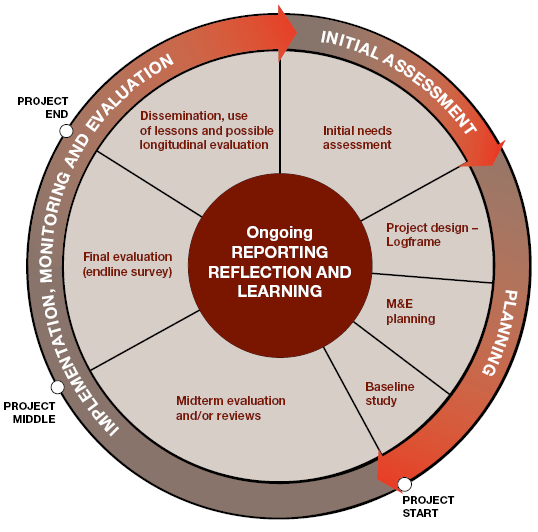 INITIAL ASSESSMENT
PLANNING
IMPLEMENTATION, MONITORING AND EVALUATION
PROJECT
END
PROJECT
MIDDLE
PROJECT
START
Dissemination, use
of lessons and possible
longitudinal evaluation
Initial needs
assessment
Project design –
Logframe
M&E
planning
Baseline
study
Midterm evaluation
and/or reviews
Final evaluation
(endline survey)
Ongoing
REPORTING
REFLECTION AND
LEARNING